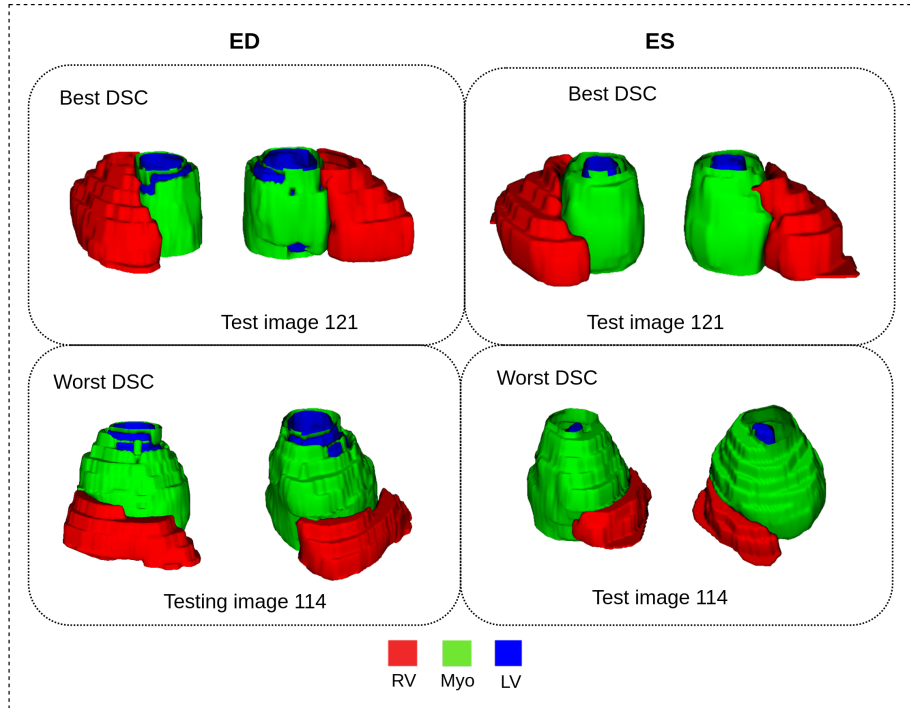 ED
ES
Best DSC
Best DSC
Test image 121
Test image 121
Worst DSC
Worst DSC
Testing image 114
Test image 114
RV
Myo
LV